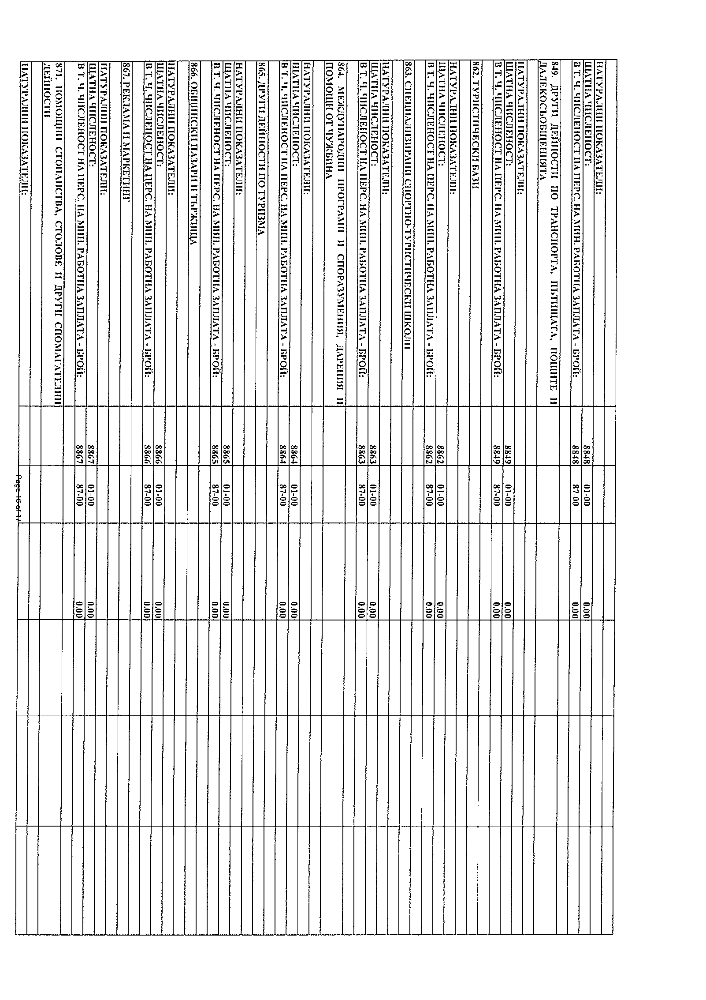 НАТУРАЛНИ ПОКАЗАТЕЛИ:
ЩАТНА ЧИСЛЕНОСТ: 8848 01-00 0.00
В Т. Ч. ЧИСЛЕНОСТ НА ПЕРС. НА МИН. РАБОТНА ЗАПЛАТА - БРОЙ: 8848 87-00 0.00
849. ДРУГИ ДЕЙНОСТИ ПО ТРАНСПОРТА, ПЪТИЩАТА, ПОЩИТЕ И
ДАЛЕКОСЪОБЩЕНИЯТА
НАТУРАЛНИ ПОКАЗАТЕЛИ:
ЩАТНА ЧИСЛЕНОСТ: 8849 01-00 0.00
В Т. Ч. ЧИСЛЕНОСТ НА ПЕРС. НА МИН. РАБОТНА ЗАПЛАТА - БРОЙ: 8849 87-00 0.00
862. ТУРИСТИЧЕСКИ БАЗИ
НАТУРАЛНИ ПОКАЗАТЕЛИ:
ЩАТНА ЧИСЛЕНОСТ: 8862 01-00 0.00
В Т. Ч. ЧИСЛЕНОСТ НА ПЕРС. НА МИН. РАБОТНА ЗАПЛАТА - БРОЙ: 8862 87-00 0.00
863. СПЕЦИАЛИЗИРАНИ СПОРТНО-ТУРИСТИЧЕСКИ ШКОЛИ
НАТУРАЛНИ ПОКАЗАТЕЛИ:
ЩАТНА ЧИСЛЕНОСТ: 8863 01-00 0.00
В Т. Ч. ЧИСЛЕНОСТ НА ПЕРС. НА МИН. РАБОТНА ЗАПЛАТА - БРОЙ: 8863 87-00 0.00
864. МЕЖДУНАРОДНИ ПРОГРАМИ И СПОРАЗУМЕНИЯ, ДАРЕНИЯ И
ПОМОЩИ ОТ ЧУЖБИНА
НАТУРАЛНИ ПОКАЗАТЕЛИ:
ЩАТНА ЧИСЛЕНОСТ: 8864 01-00 0.00
В Т. Ч. ЧИСЛЕНОСТ НА ПЕРС. НА МИН. РАБОТНА ЗАПЛАТА - БРОЙ: 8864 87-00 0.00
865. ДРУГИ ДЕЙНОСТИ ПО ТУРИЗМА
НАТУРАЛНИ ПОКАЗАТЕЛИ:
ЩАТНА ЧИСЛЕНОСТ: 8865 01-00 0.00
В Т. Ч. ЧИСЛЕНОСТ НА ПЕРС. НА МИН. РАБОТНА ЗАПЛАТА - БРОЙ: 8865 87-00 0.00
866. ОБЩИНСКИ ПАЗАРИ И ТЪРЖИЩА
НАТУРАЛНИ ПОКАЗАТЕЛИ:
ЩАТНА ЧИСЛЕНОСТ: 8866 01-00 0.00
В Т. Ч. ЧИСЛЕНОСТ НА ПЕРС. НА МИН. РАБОТНА ЗАПЛАТА - БРОЙ: 8866 87-00 0.00
867. РЕКЛАМА И МАРКЕТИНГ
НАТУРАЛНИ ПОКАЗАТЕЛИ:
ЩАТНА ЧИСЛЕНОСТ: 8867 01-00 0.00
В Т. Ч. ЧИСЛЕНОСТ НА ПЕРС. НА МИН. РАБОТНА ЗАПЛАТА - БРОЙ: 8867 87-00 0.00
871. ПОМОЩНИ СТОПАНСТВА, СТОЛОВЕ И ДРУГИ СПОМАГАТЕЛНИ
ДЕЙНОСТИ
НАТУРАЛНИ ПОКАЗАТЕЛИ:
Page 16 of 17